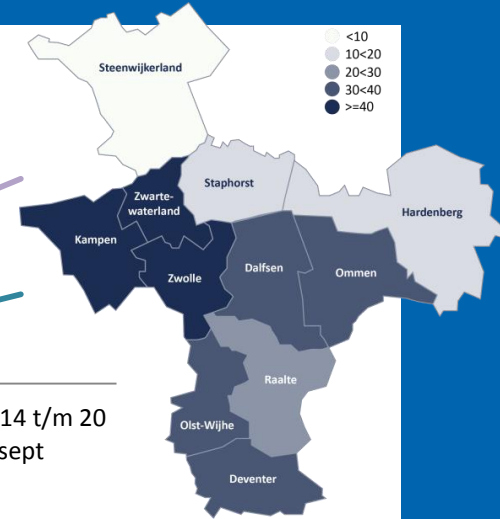 <10
10<20
20<30
30<40
>=40
Steenwijkerland
Staphorst
Zwarte-
waterland
Hardenberg
Kampen
Zwolle
Dalfsen
Ommen
Raalte
Olst-Wijhe
Deventer
14 t/m 20
sept